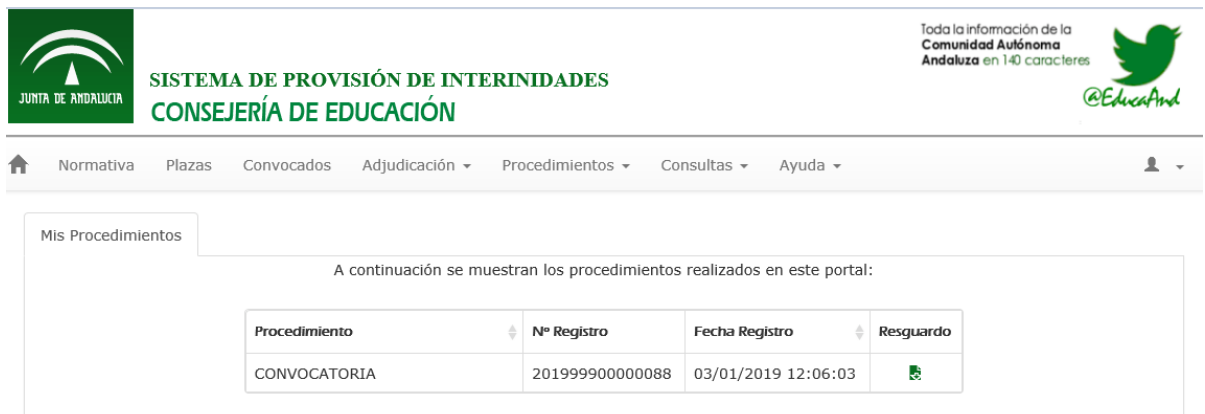 Toda la información de la
Comunidad Autónoma
Andaluza en 140 caracteres
@EducaAnd
JUNTA DE ANDALUCIA
SISTEMA DE PROVISIÓN DE INTERINIDADES
CONSEJERÍA DE EDUCACIÓN
Normativa Plazas Convocados Adjudicación Procedimientos Consultas Ayuda
Mis Procedimientos
A continuación se muestran los procedimientos realizados en este portal:
Procedimiento Nº Registro Fecha Registro Resguardo
CONVOCATORIA 201999900000088 03/01/2019 12:06:03